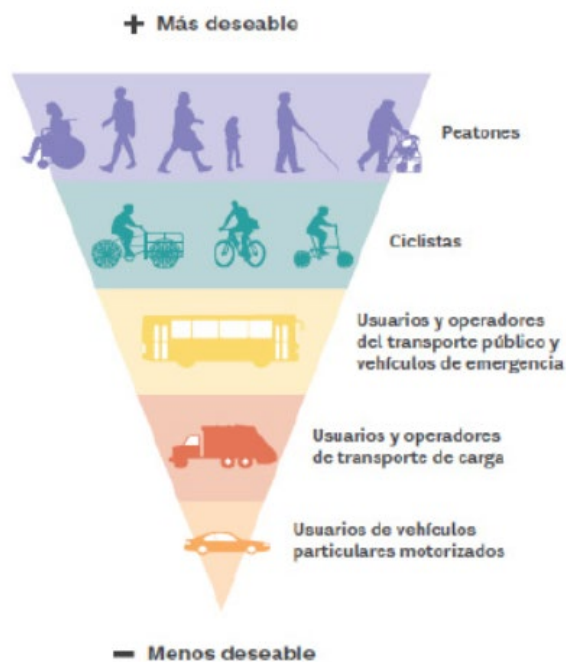 + Más deseable
Peatones
Ciclistas
Usuarios y operadores
del transporte público y
vehículos de emergencia
Usuarios y operadores
de transporte de carga
Usuarios de vehículos
particulares motorizados
− Menos deseable